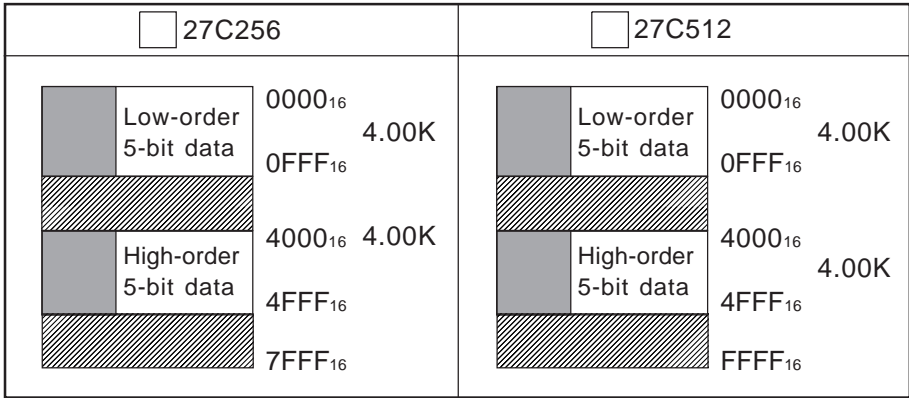 27C256
0000₁₆
Low-order
5-bit data
4.00K
0FFF₁₆
4000₁₆ 4.00K
High-order
5-bit data
4FFF₁₆
7FFF₁₆
27C512
0000₁₆
Low-order
5-bit data
4.00K
0FFF₁₆
4000₁₆
High-order
5-bit data
4.00K
4FFF₁₆
FFFF₁₆